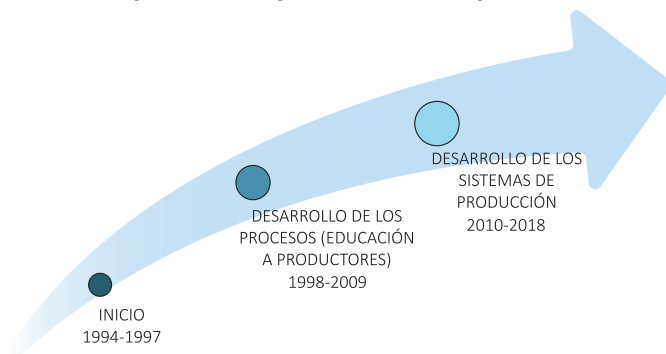 INICIO
1994-1997
DESARROLLO DE LOS
PROCESOS (EDUCACIÓN
A PRODUCTORES)
1998-2009
DESARROLLO DE LOS
SISTEMAS DE
PRODUCCIÓN
2010-2018